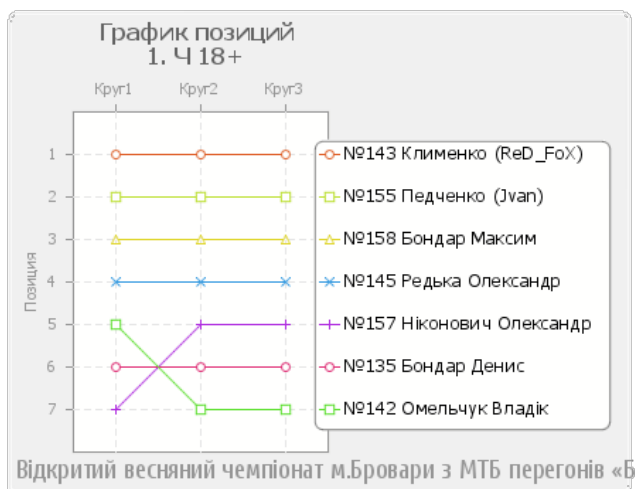 График позиций
1. Ч 18+
Круг1 Круг2 Круг3
Позиция
1
2
3
4
5
6
7
№143 Клименко (ReD_FoX)
№155 Педченко (Jvan)
№158 Бондар Максим
№145 Редька Олександр
№157 Ніконович Олександр
№135 Бондар Денис
№142 Омельчук Владік
Відкритий весняний чемпіонат м.Бровари з МТБ перегонів «Б